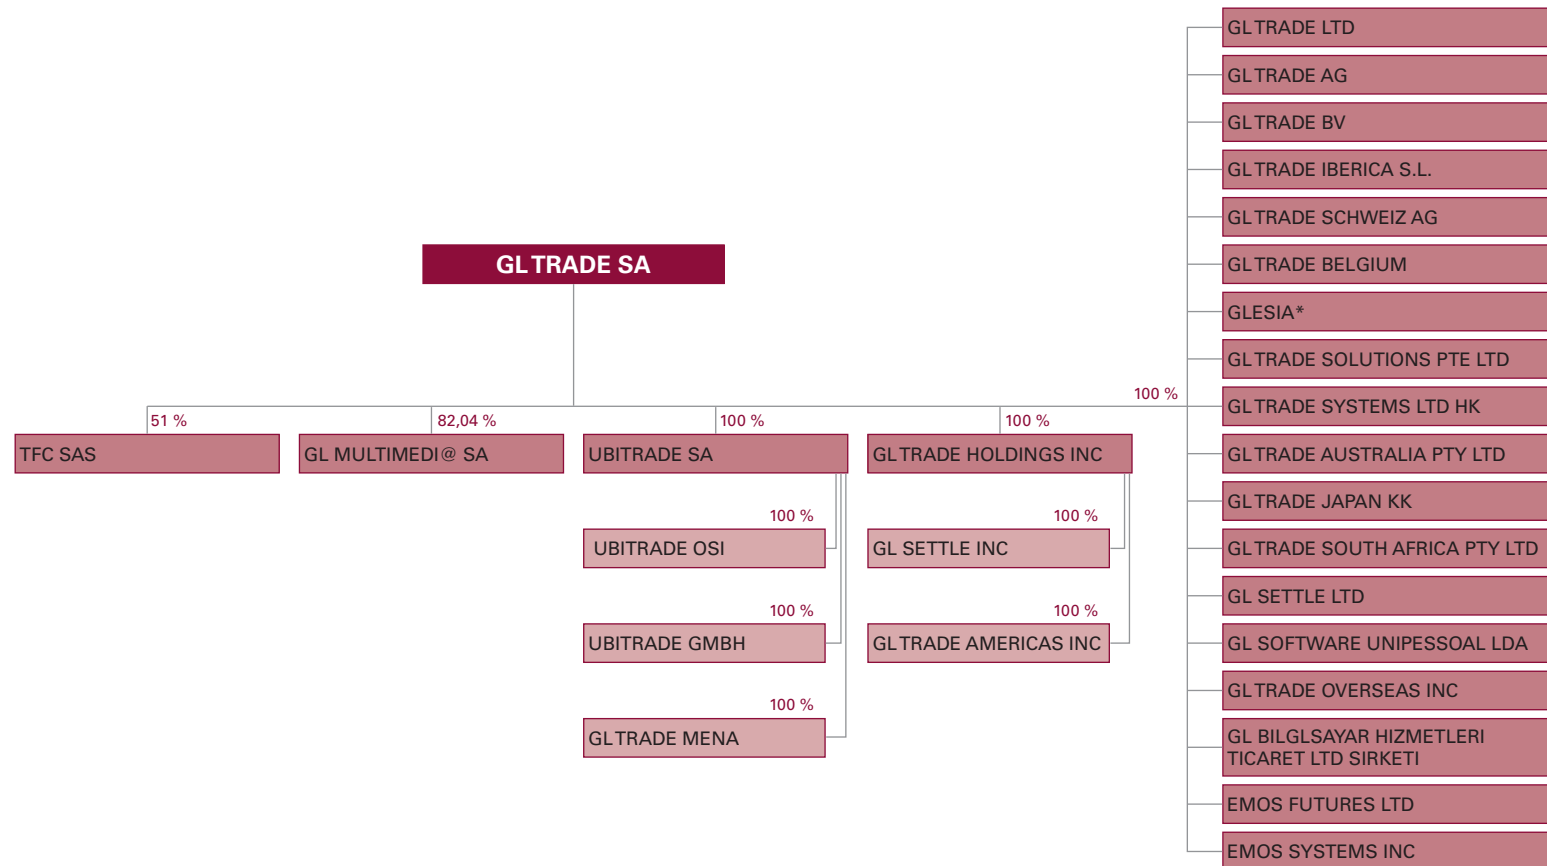 GL TRADE SA
51 %
TFC SAS
82,04 %
GL MULTIMEDI@ SA
100 %
UBITRADE SA
100 %
UBITRADE OSI
100 %
UBITRADE GMBH
100 %
GL TRADE MENA
100 %
GL TRADE HOLDINGS INC
100 %
GL SETTLE INC
100 %
GL TRADE AMERICAS INC
100 %
GL TRADE LTD
GL TRADE AG
GL TRADE BV
GL TRADE IBERICA S.L.
GL TRADE SCHWEIZ AG
GL TRADE BELGIUM
GLESIA*
GL TRADE SOLUTIONS PTE LTD
GL TRADE SYSTEMS LTD HK
GL TRADE AUSTRALIA PTY LTD
GL TRADE JAPAN KK
GL TRADE SOUTH AFRICA PTY LTD
GL SETTLE LTD
GL SOFTWARE UNIPESSOAL LDA
GL TRADE OVERSEAS INC
GL BILGLSAYAR HIZMETLERI
TICARET LTD SIRKETI
EMOS FUTURES LTD
EMOS SYSTEMS INC